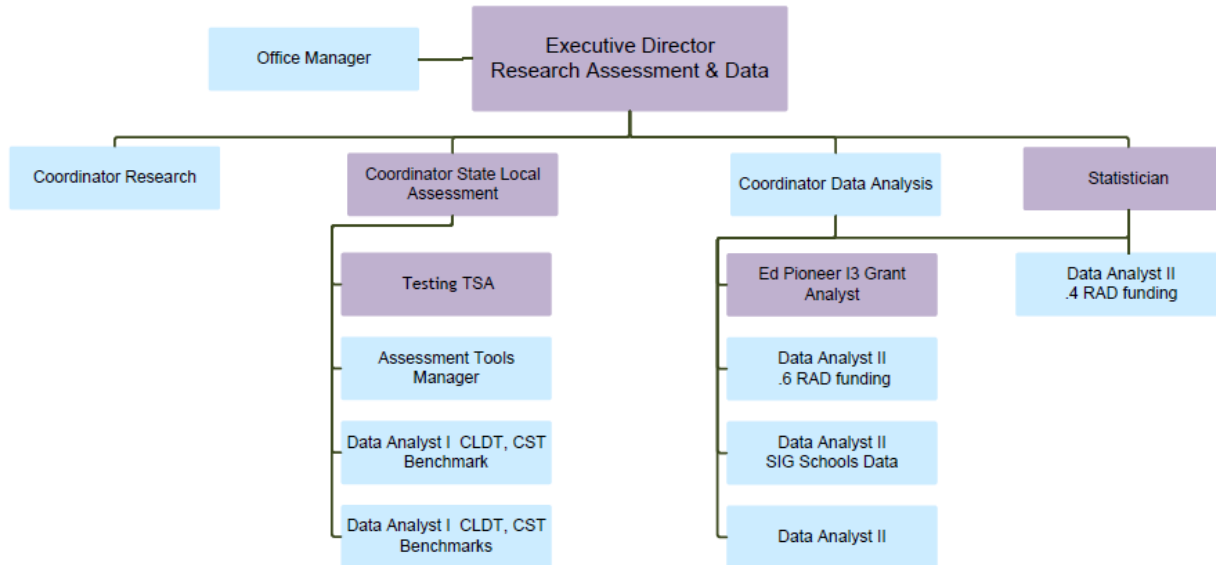 Office Manager
Executive Director
Research Assessment & Data
Coordinator Research
Coordinator State Local
Assessment
Coordinator Data Analysis
Statistician
Testing TSA
Ed Pioneer I3 Grant
Analyst
Data Analyst II
.4 RAD funding
Assessment Tools
Manager
Data Analyst II
.6 RAD funding
Data Analyst I  CLDT, CST
Benchmark
Data Analyst II
SIG Schools Data
Data Analyst I  CLDT, CST
Benchmarks
Data Analyst II